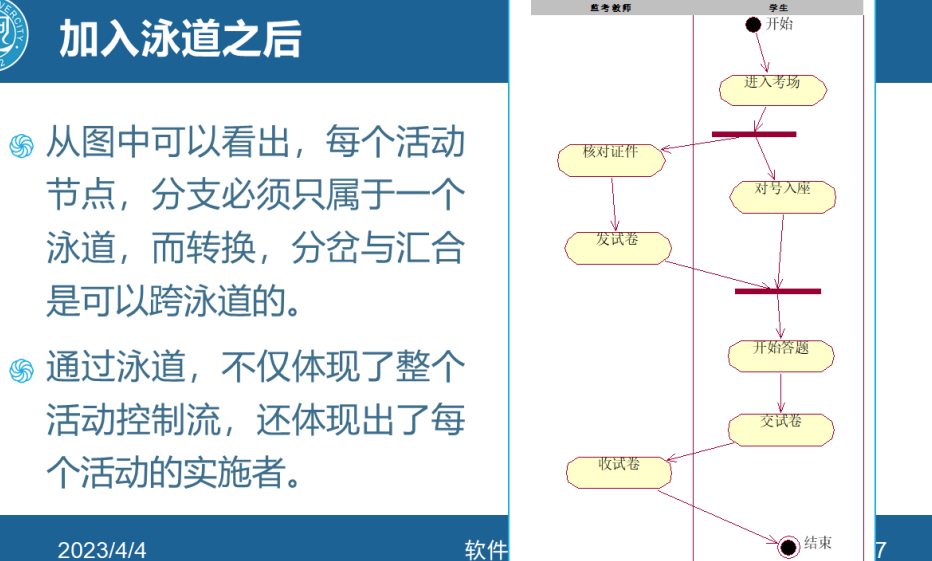 加入泳道之后
从图中可以看出，每个活动
节点，分支必须只属于一个
泳道，而转换，分岔与汇合
是可以跨泳道的。
通过泳道，不仅体现了整个
活动控制流，还体现出了每
个活动的实施者。
监考教师
学生
开始
进入考场
核对证件
对号入座
发试卷
开始答题
交试卷
收试卷
结束
2023/4/4
软件
7